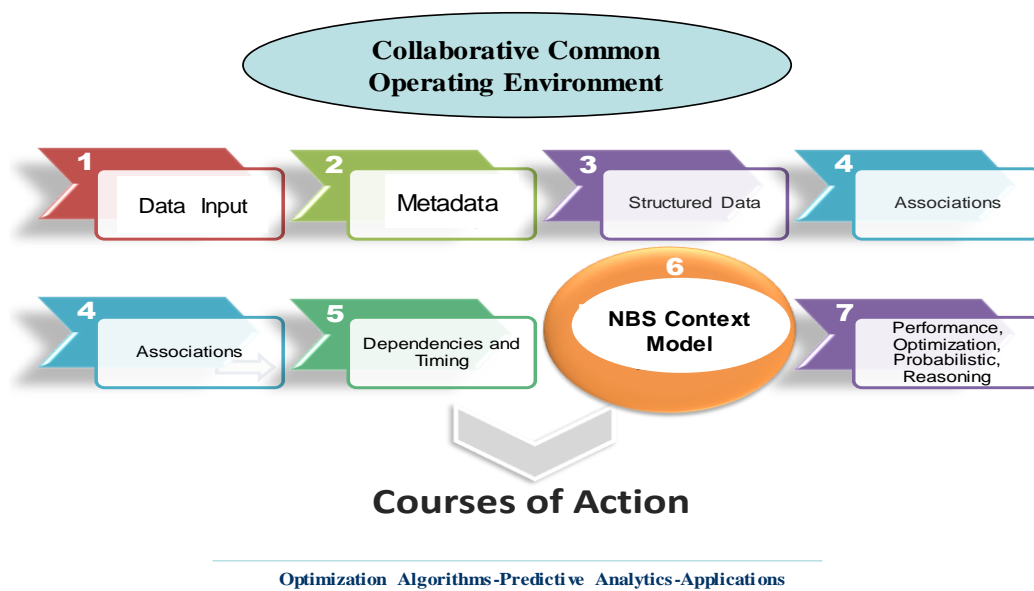 Collaborative Common
Operating Environment
1
Data Input
2
Metadata
3
Structured Data
4
Associations
4
Associations
5
Dependencies and
Timing
6
NBS Context
Model
7
Performance,
Optimization,
Probabilistic,
Reasoning
Courses of Action
Optimization Algorithms-Predictive Analytics-Applications